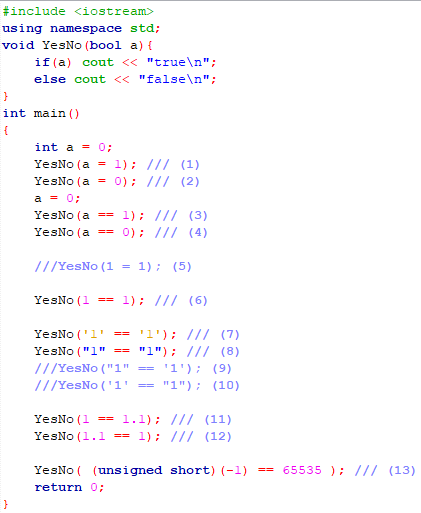 #include <iostream>
using namespace std;
void YesNo(bool a){
    if(a) cout << "true\n";
    else cout << "false\n";
}
int main()
{
    int a = 0;
    YesNo(a = 1); /// (1)
    YesNo(a = 0); /// (2)
    a = 0;
    YesNo(a == 1); /// (3)
    YesNo(a == 0); /// (4)

    ///YesNo(1 = 1); (5)

    YesNo(1 == 1); /// (6)

    YesNo('1' == '1'); /// (7)
    YesNo("1" == "1"); /// (8)
    ///YesNo("1" == '1'); (9)
    ///YesNo('1' == "1"); (10)

    YesNo(1 == 1.1); /// (11)
    YesNo(1.1 == 1); /// (12)

    YesNo( (unsigned short)(-1) == 65535 ); /// (13)
    return 0;
}